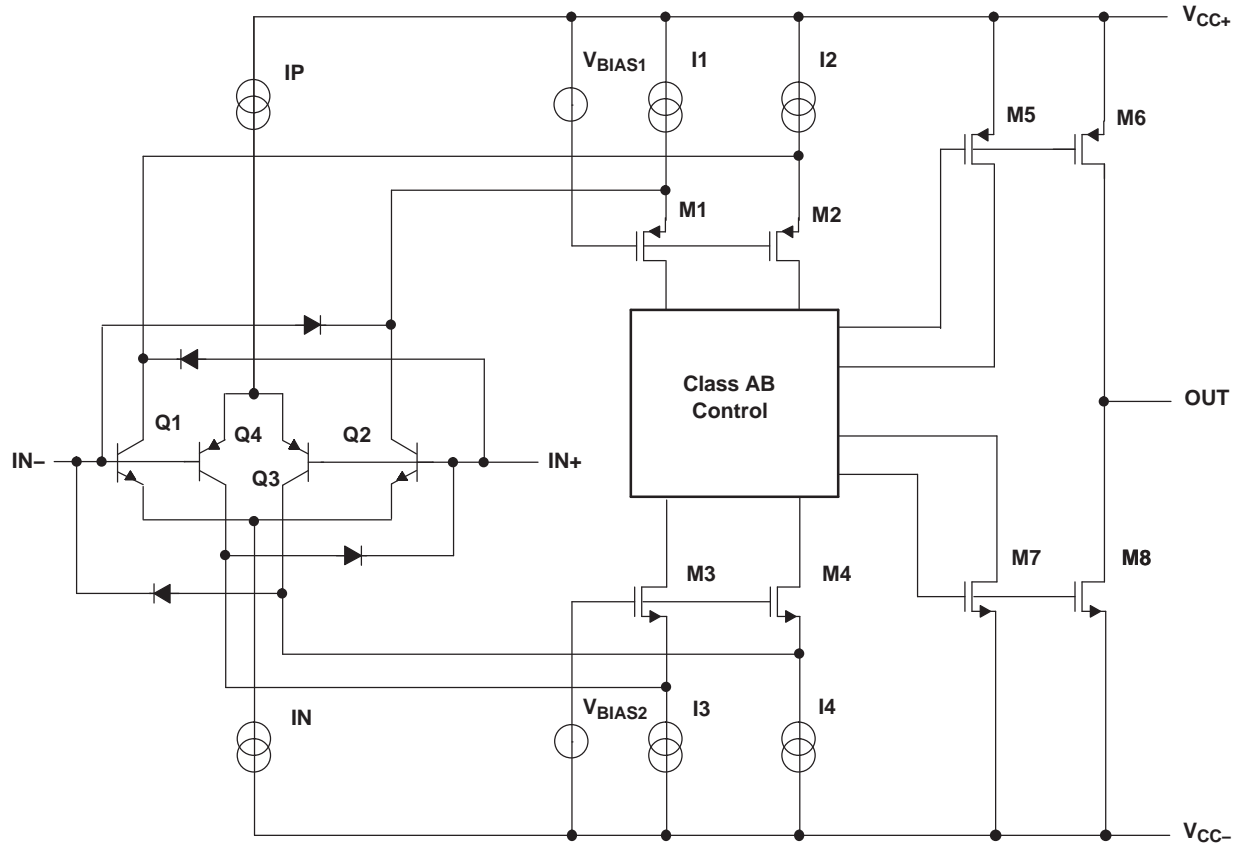 VCC+
IP
VBIAS1
I1
I2
M5
M6
M1
M2
Class AB
Control
OUT
Q1
Q4
Q2
IN–
Q3
IN+
M7
M8
M3
M4
IN
VBIAS2
I3
I4
VCC–